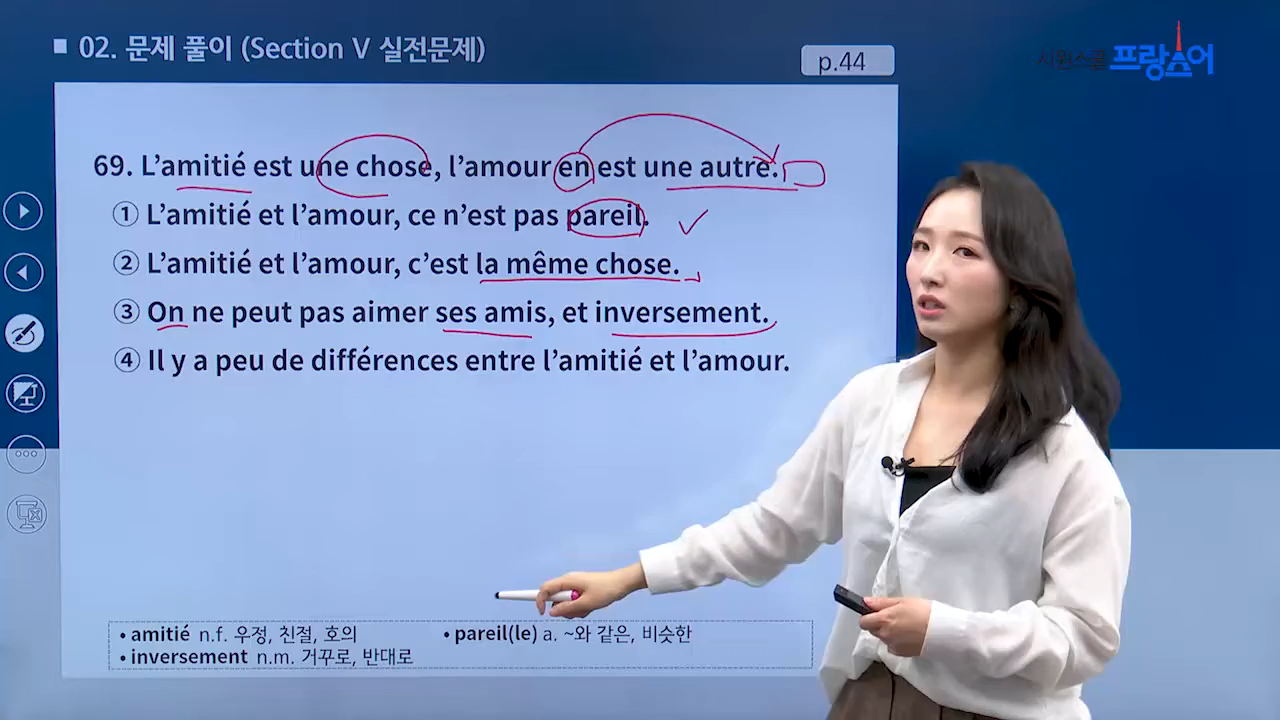 02. 문제 풀이 (Section V 실전문제)
p.44
시원스쿨 프랑스어
69. L'amitié est une chose, l'amour en est une autre.
① L'amitié et l'amour, ce n'est pas pareil.
② L'amitié et l'amour, c'est la même chose.
③ On ne peut pas aimer ses amis, et inversement.
④ Il y a peu de différences entre l'amitié et l'amour.
• amitié n.f. 우정, 친절, 호의
• pareil(le) a. ~와 같은, 비슷한
• inversement n.m. 거꾸로, 반대로